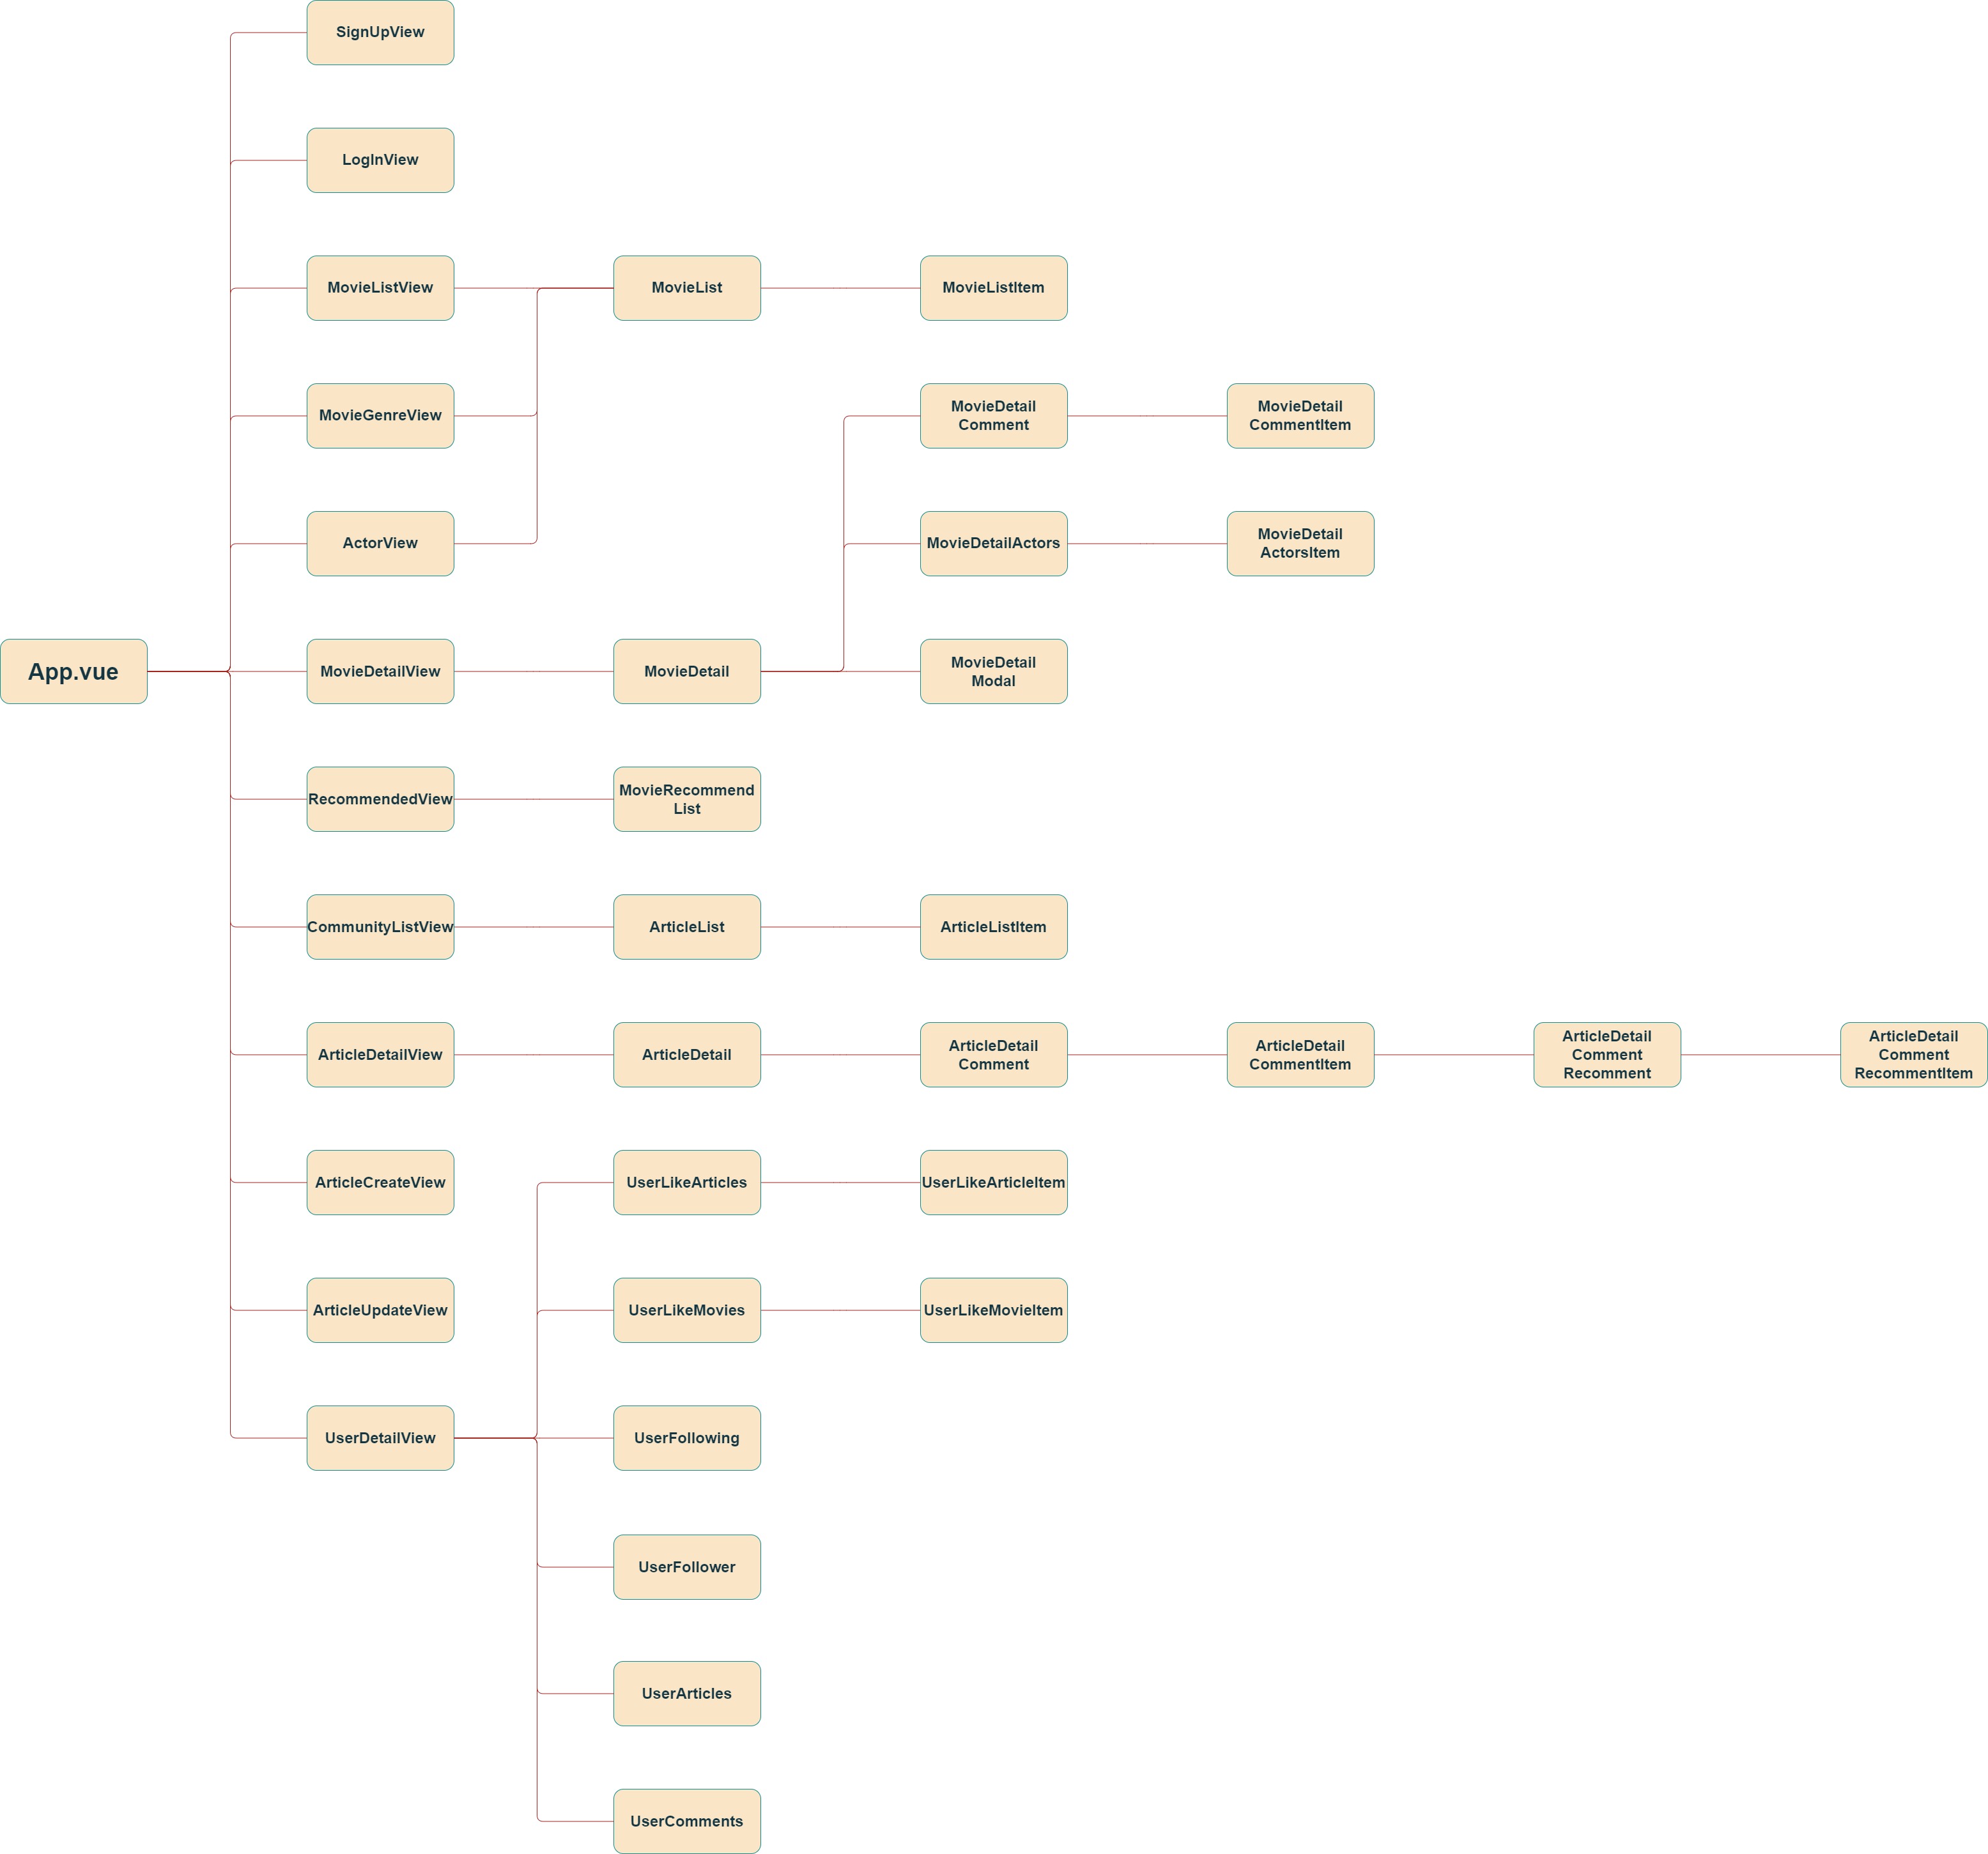 SignUpView
LogInView
MovieListView
MovieList
MovieListItem
MovieGenreView
MovieDetail
Comment
MovieDetail
CommentItem
ActorView
MovieDetailActors
MovieDetail
ActorsItem
App.vue
MovieDetailView
MovieDetail
MovieDetail
Modal
RecommendedView
MovieRecommend
List
CommunityListView
ArticleList
ArticleListItem
ArticleDetailView
ArticleDetail
ArticleDetail
Comment
ArticleDetail
CommentItem
ArticleDetail
Comment
Recomment
ArticleDetail
Comment
RecommentItem
ArticleCreateView
UserLikeArticles
UserLikeArticleItem
ArticleUpdateView
UserLikeMovies
UserLikeMovieItem
UserDetailView
UserFollowing
UserFollower
UserArticles
UserComments